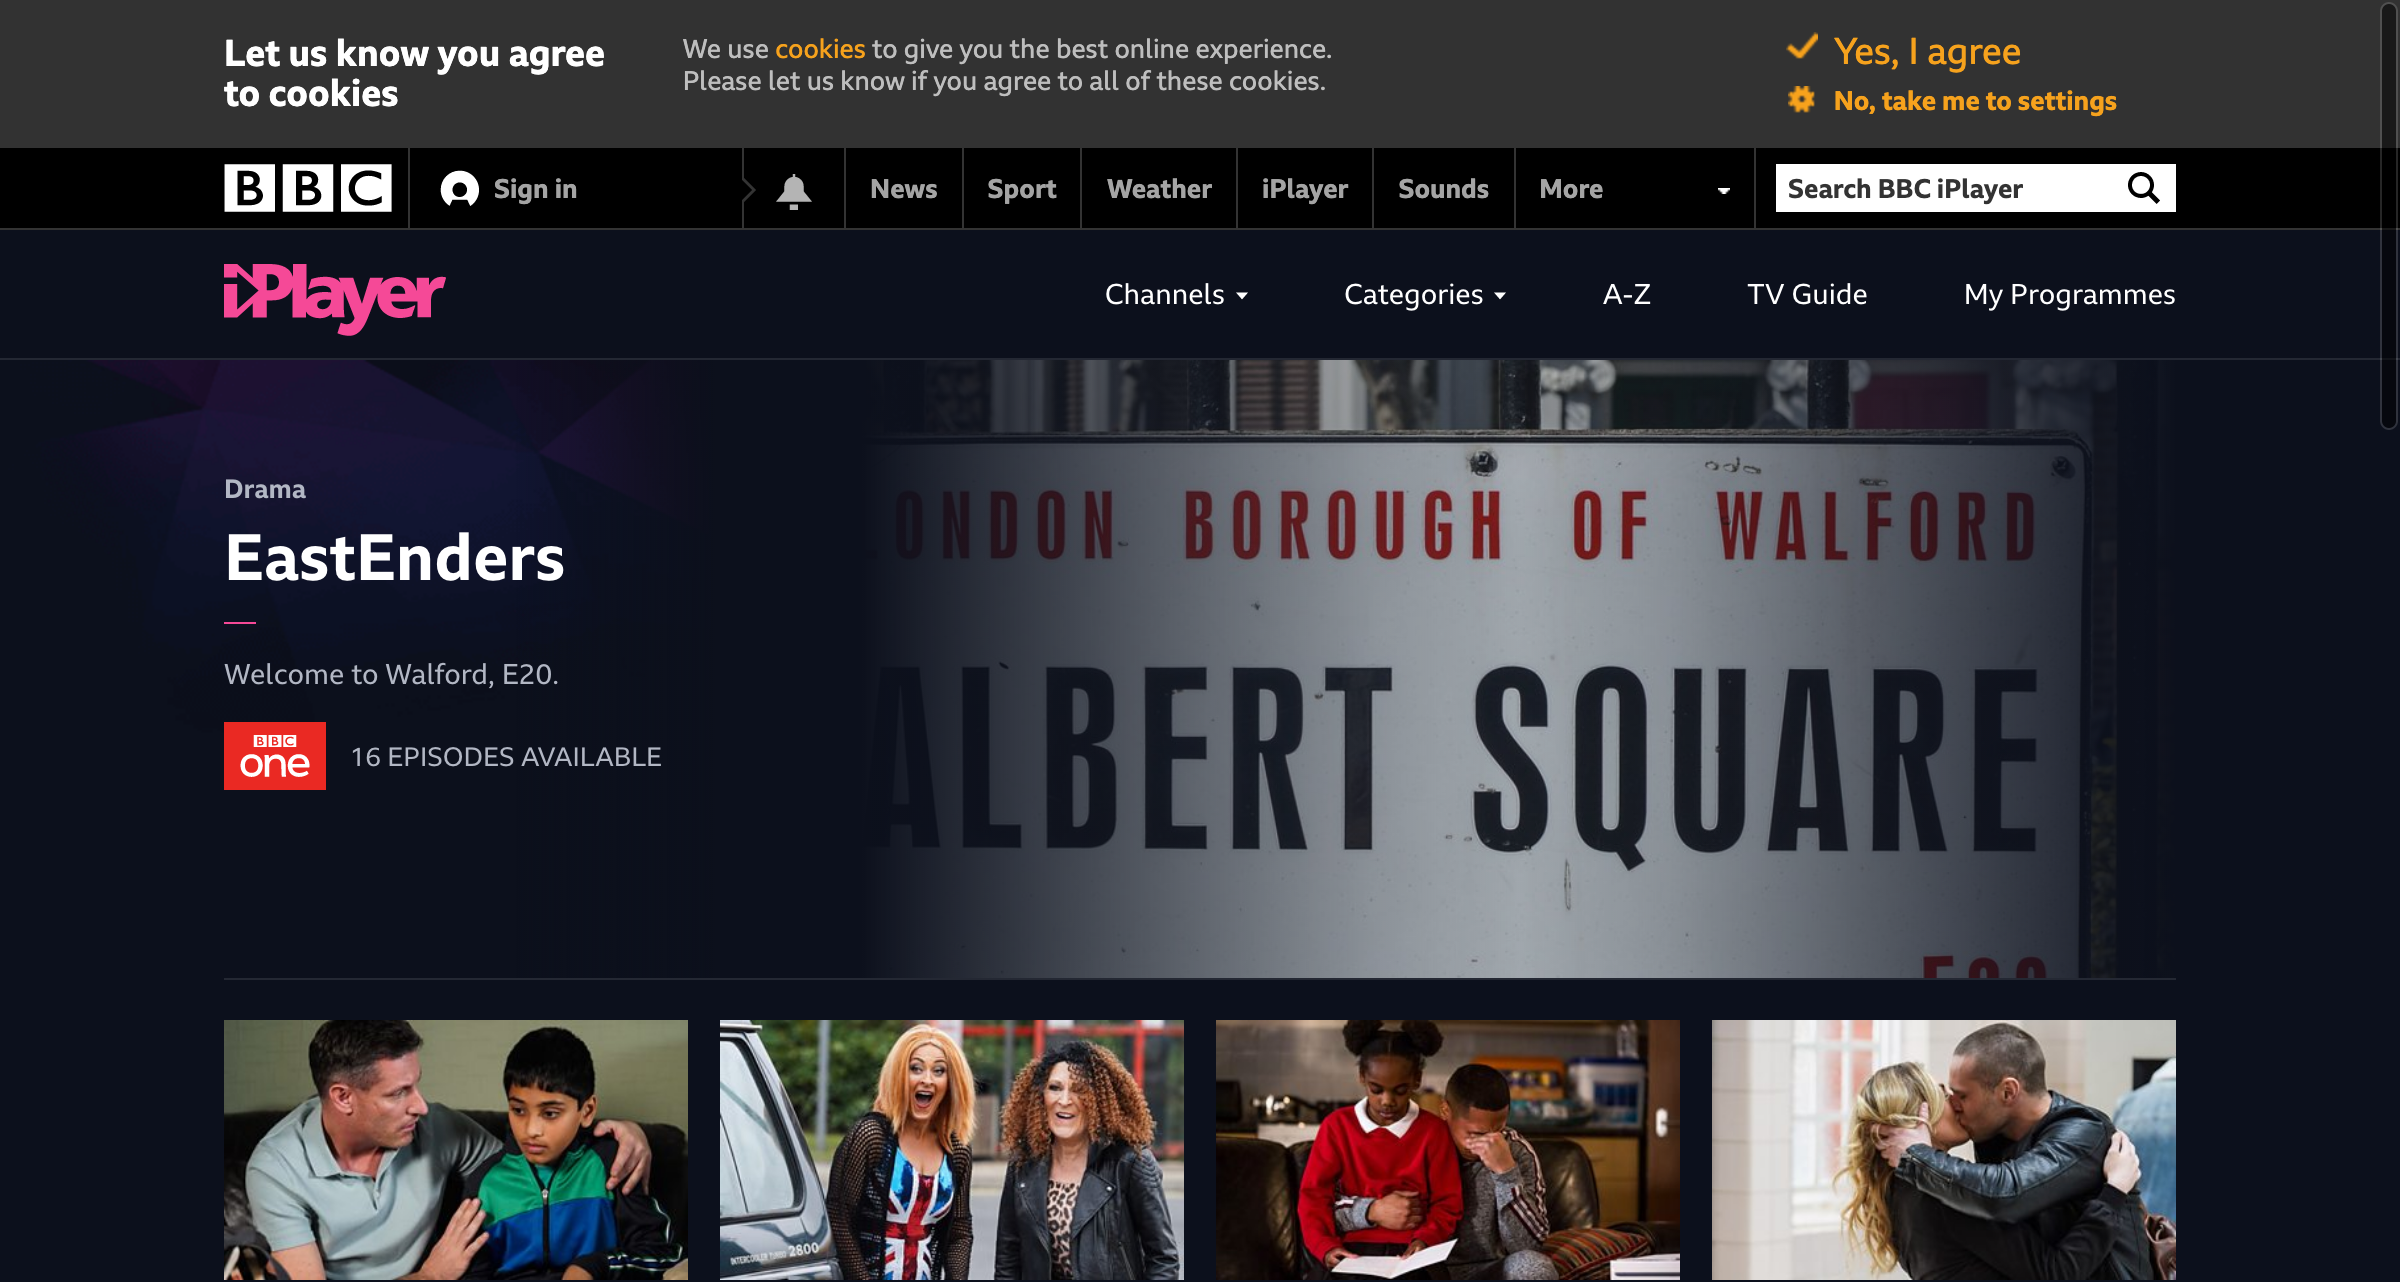 Let us know you agree
to cookies
We use cookies to give you the best online experience.
Please let us know if you agree to all of these cookies.
Yes, I agree
No, take me to settings
BBC
Sign in
News
Sport
Weather
iPlayer
Sounds
More
Search BBC iPlayer
iPlayer
Channels
Categories
A-Z
TV Guide
My Programmes
Drama
EastEnders
Welcome to Walford, E20.
BBC
one
16 EPISODES AVAILABLE
ONDON BOROUGH OF WALFORD
ALBERT SQUARE
INTERCOOLER TURBO 2800